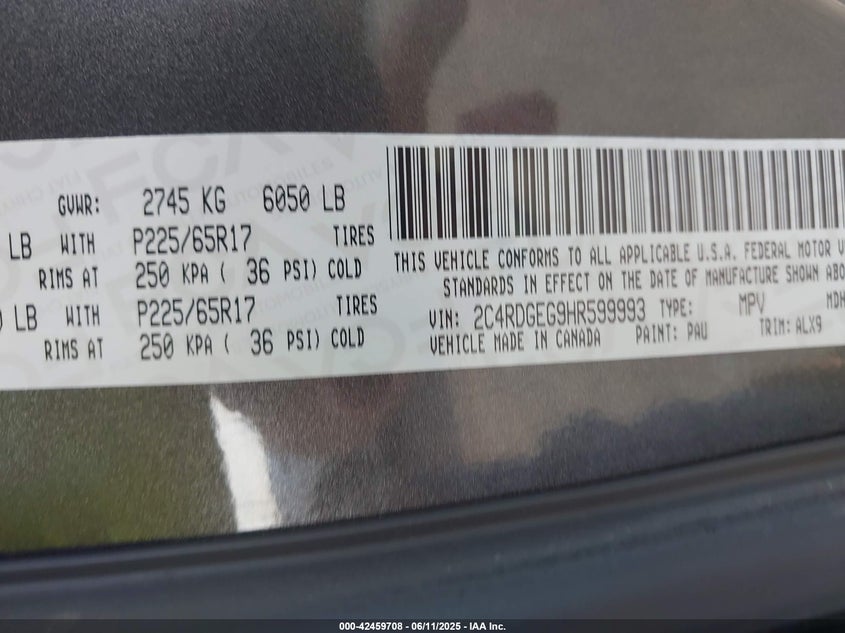 GVWR: 2745 KG 6050 LB
LB WITH P225/65R17 TIRES
RIMS AT 250 KPA ( 36 PSI) COLD
LB WITH P225/65R17 TIRES
RIMS AT 250 KPA ( 36 PSI) COLD
THIS VEHICLE CONFORMS TO ALL APPLICABLE U.S.A. FEDERAL MOTOR V
STANDARDS IN EFFECT ON THE DATE OF MANUFACTURE SHOWN ABO
VIN: 2C4RDGEG9HR599993 TYPE: MPV MDH
VEHICLE MADE IN CANADA PAINT: PAU TRIM: ALX9
000-42459708 - 06/11/2025 - IAA Inc.